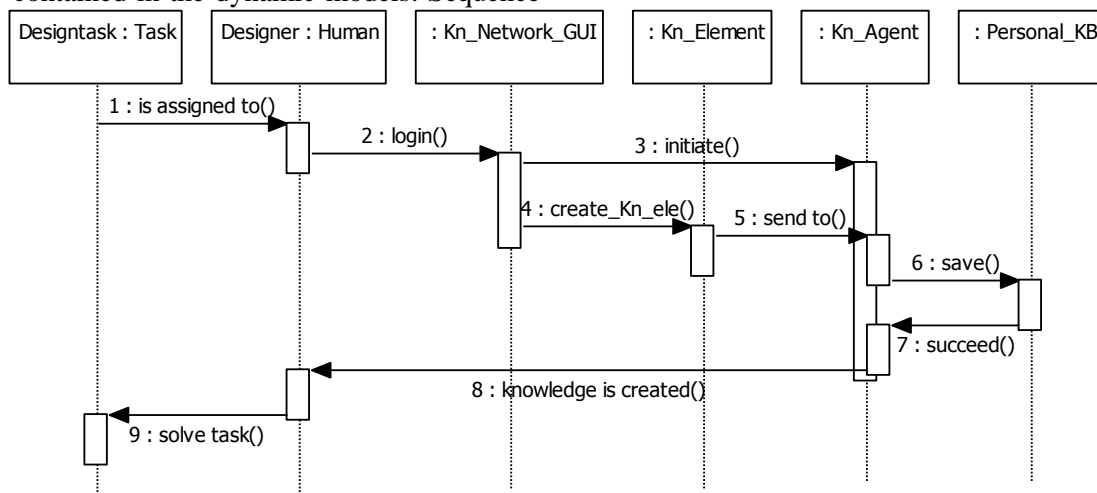 contained in the dynamic models. Sequence
Designtask : Task
Designer : Human
: Kn_Network_GUI
: Kn_Element
: Kn_Agent
: Personal_KB
1 : is assigned to()
2 : login()
3 : initiate()
4 : create_Kn_ele()
5 : send to()
6 : save()
7 : succeed()
8 : knowledge is created()
9 : solve task()